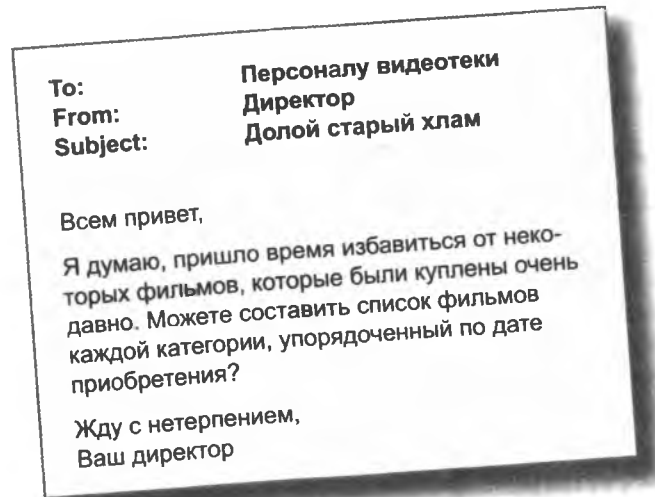 To: Персоналу видеотеки
From: Директор
Subject: Долой старый хлам
Всем привет,
Я думаю, пришло время избавиться от неко-
торых фильмов, которые были куплены очень
давно. Можете составить список фильмов
каждой категории, упорядоченный по дате
приобретения?
Жду с нетерпением,
Ваш директор